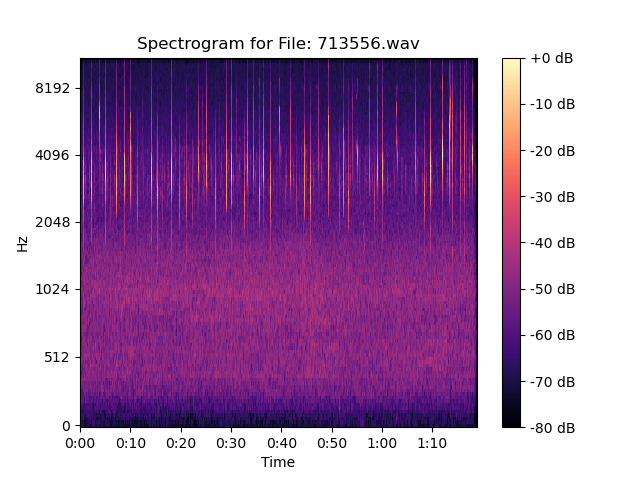 Spectrogram for File: 713556.wav
8192
4096
2048
1024
512
0
Hz
0:00 0:10 0:20 0:30 0:40 0:50 1:00 1:10
Time
+0 dB
-10 dB
-20 dB
-30 dB
-40 dB
-50 dB
-60 dB
-70 dB
-80 dB